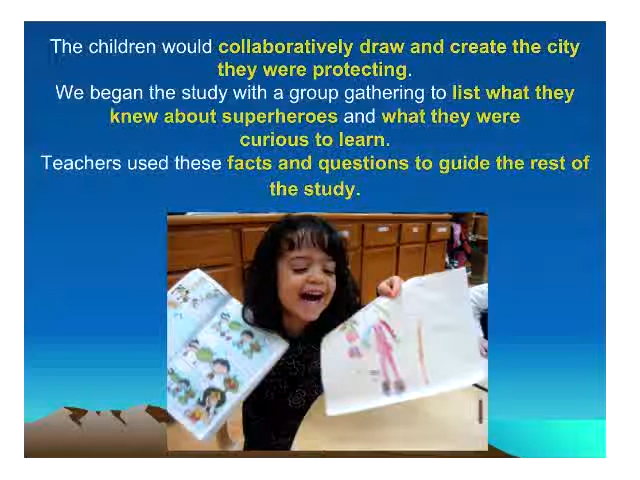 The children would collaboratively draw and create the city
they were protecting.
We began the study with a group gathering to list what they
knew about superheroes and what they were
curious to learn.
Teachers used these facts and questions to guide the rest of
the study.